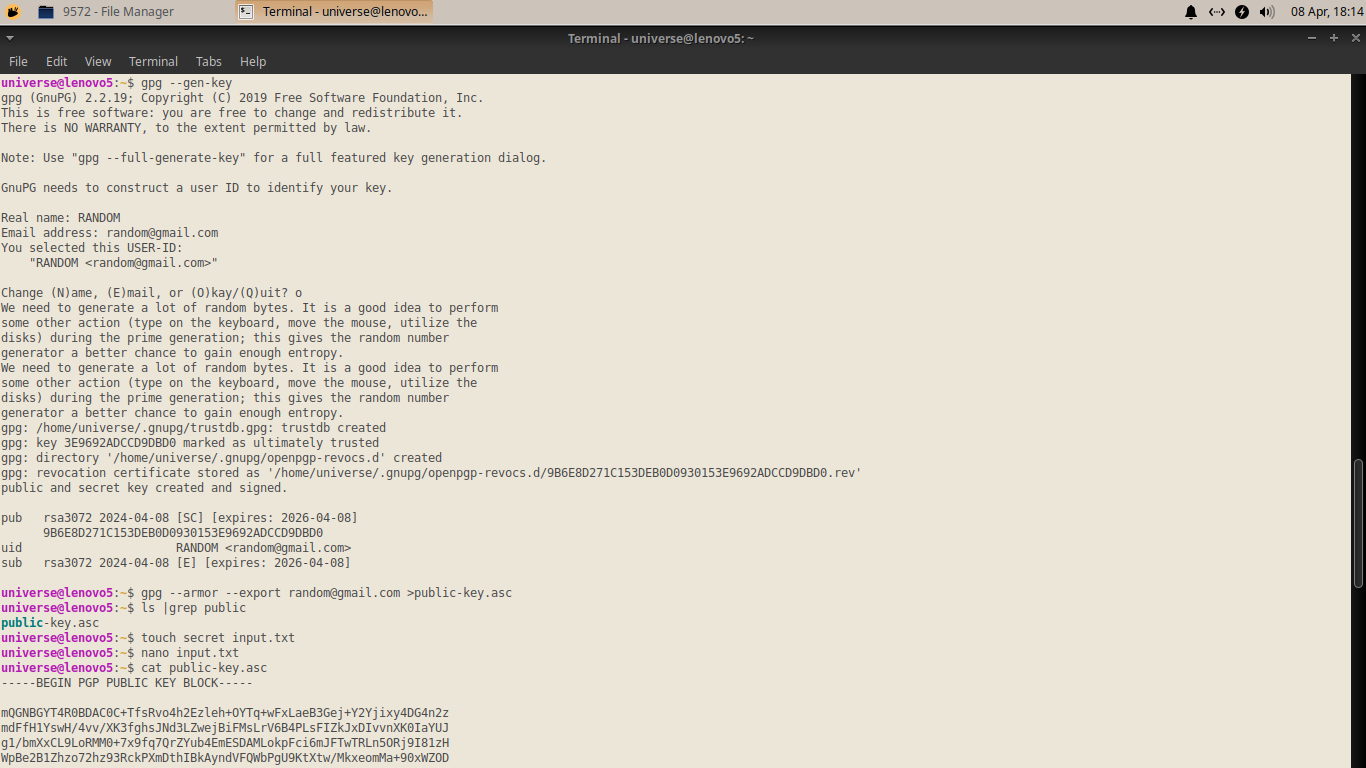 9572 - File Manager
Terminal - universe@lenovo...
08 Apr, 18:14
Terminal - universe@lenovo5: ~
File Edit View Terminal Tabs Help
universe@lenovo5:~$ gpg --gen-key
gpg (GnuPG) 2.2.19; Copyright (C) 2019 Free Software Foundation, Inc.
This is free software: you are free to change and redistribute it.
There is NO WARRANTY, to the extent permitted by law.
Note: Use "gpg --full-generate-key" for a full featured key generation dialog.
GnuPG needs to construct a user ID to identify your key.
Real name: RANDOM
Email address: random@gmail.com
You selected this USER-ID:
"RANDOM <random@gmail.com>"
Change (N)ame, (E)mail, or (O)kay/(Q)uit? o
We need to generate a lot of random bytes. It is a good idea to perform
some other action (type on the keyboard, move the mouse, utilize the
disks) during the prime generation; this gives the random number
generator a better chance to gain enough entropy.
We need to generate a lot of random bytes. It is a good idea to perform
some other action (type on the keyboard, move the mouse, utilize the
disks) during the prime generation; this gives the random number
generator a better chance to gain enough entropy.
gpg: /home/universe/.gnupg/trustdb.gpg: trustdb created
gpg: key 3E9692ADCCD9DBD0 marked as ultimately trusted
gpg: directory '/home/universe/.gnupg/openpgp-revocs.d' created
gpg: revocation certificate stored as '/home/universe/.gnupg/openpgp-revocs.d/9B6E8D271C153DEB0D0930153E9692ADCCD9DBD0.rev'
public and secret key created and signed.
pub rsa3072 2024-04-08 [SC] [expires: 2026-04-08]
9B6E8D271C153DEB0D0930153E9692ADCCD9DBD0
uid RANDOM <random@gmail.com>
sub rsa3072 2024-04-08 [E] [expires: 2026-04-08]
universe@lenovo5:~$ gpg --armor --export random@gmail.com >public-key.asc
universe@lenovo5:~$ ls |grep public
public-key.asc
universe@lenovo5:~$ touch secret input.txt
universe@lenovo5:~$ nano input.txt
universe@lenovo5:~$ cat public-key.asc
-----BEGIN PGP PUBLIC KEY BLOCK-----
mQGNBGYT4R0BDAC0C+TfsRvo4h2Ezleh+OYTq+wFxLaeB3Gej+Y2Yjixy4DG4n2z
mdFfH1YswH/4vv/XK3fghsJNd3LZwejBiFMsLrV6B4PLsFIZkJxDIvvnXK0IaYUJ
g1/bmXxCL9LoRMM0+7x9fq7QrZYub4EmESDAMLokpFci6mJFTwTRLn5ORj9I81zH
WpBe2B1Zhzo72hz93RckPXmDthIBkAyndVFQWbPgU9KtXtw/MkxeomMa+90xWZOD